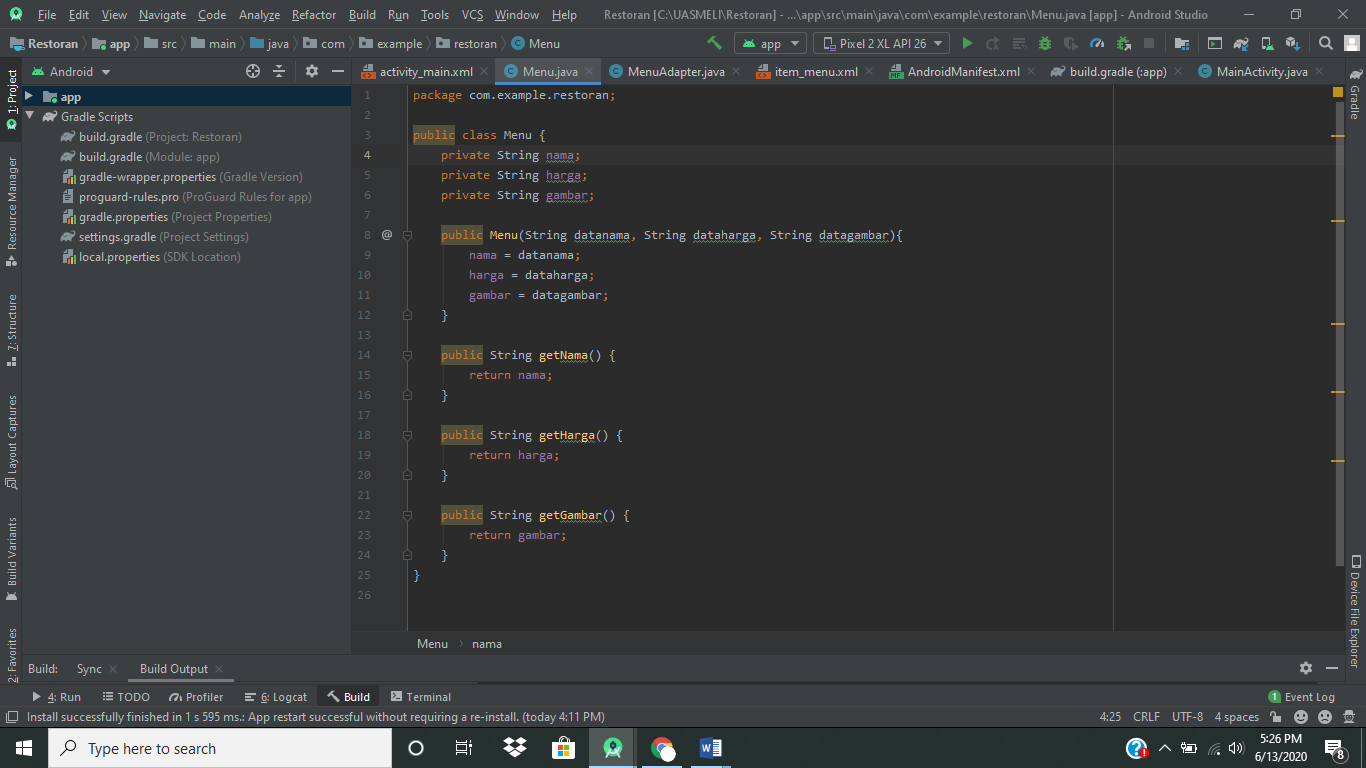 File Edit View Navigate Code Analyze Refactor Build Run Tools VCS Window Help Restoran [C:\UASMELI\Restoran] - ...\app\src\main\java\com\example\restoran\Menu.java [app] - Android Studio
Restoran app src main java com example restoran Menu app Pixel 2 XL API 26
Android
activity_main.xml Menu.java MenuAdapter.java item_menu.xml AndroidManifest.xml build.gradle (:app) MainActivity.java
1: Project
Resource Manager
7: Structure
Layout Captures
Build Variants
2: Favorites
app
Gradle Scripts
build.gradle (Project: Restoran)
build.gradle (Module: app)
gradle-wrapper.properties (Gradle Version)
proguard-rules.pro (ProGuard Rules for app)
gradle.properties (Project Properties)
settings.gradle (Project Settings)
local.properties (SDK Location)
1 package com.example.restoran;
2
3 public class Menu {
4 private String nama;
5 private String harga;
6 private String gambar;
7
8 @ public Menu(String datanama, String dataharga, String datagambar){
9 nama = datanama;
10 harga = dataharga;
11 gambar = datagambar;
12 }
13
14 public String getNama() {
15 return nama;
16 }
17
18 public String getHarga() {
19 return harga;
20 }
21
22 public String getGambar() {
23 return gambar;
24 }
25 }
26
Gradle
Device File Explorer
Menu › nama
Build: Sync Build Output
4: Run TODO Profiler 6: Logcat Build Terminal 1 Event Log
Install successfully finished in 1 s 595 ms.: App restart successful without requiring a re-install. (today 4:11 PM) 4:25 CRLF UTF-8 4 spaces
Type here to search
5:26 PM
6/13/2020
8